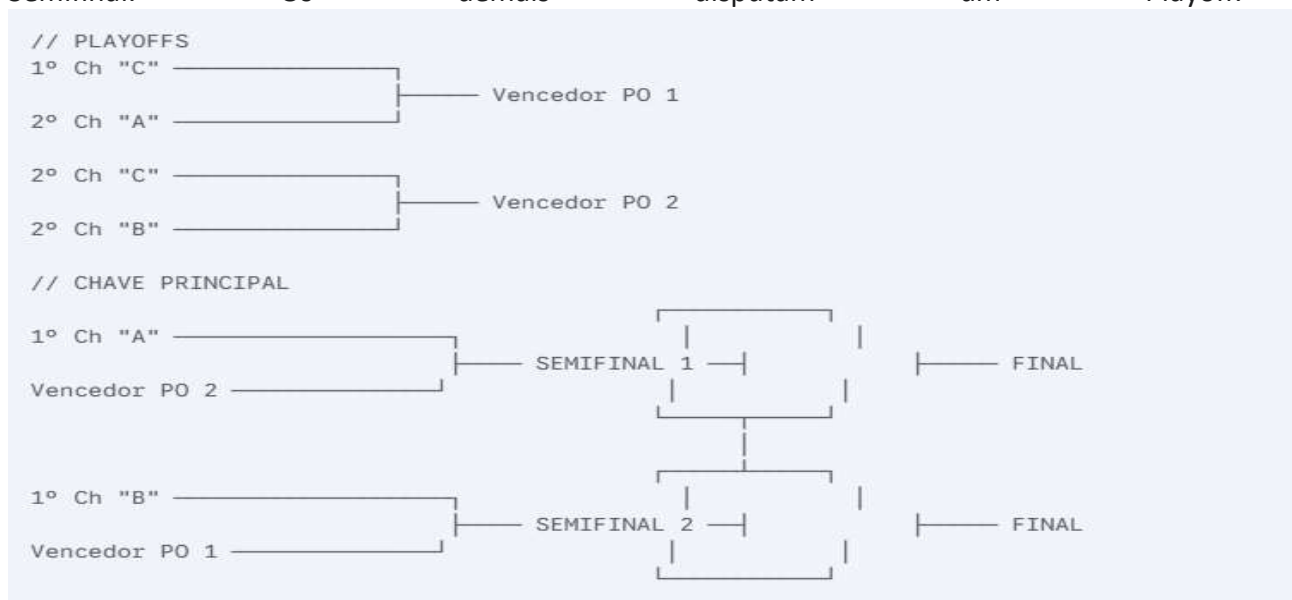 // PLAYOFFS
1º Ch "C"
Vencedor PO 1
2º Ch "A"
2º Ch "C"
Vencedor PO 2
2º Ch "B"
// CHAVE PRINCIPAL
1º Ch "A"
SEMIFINAL 1 FINAL
Vencedor PO 2
1º Ch "B"
SEMIFINAL 2 FINAL
Vencedor PO 1